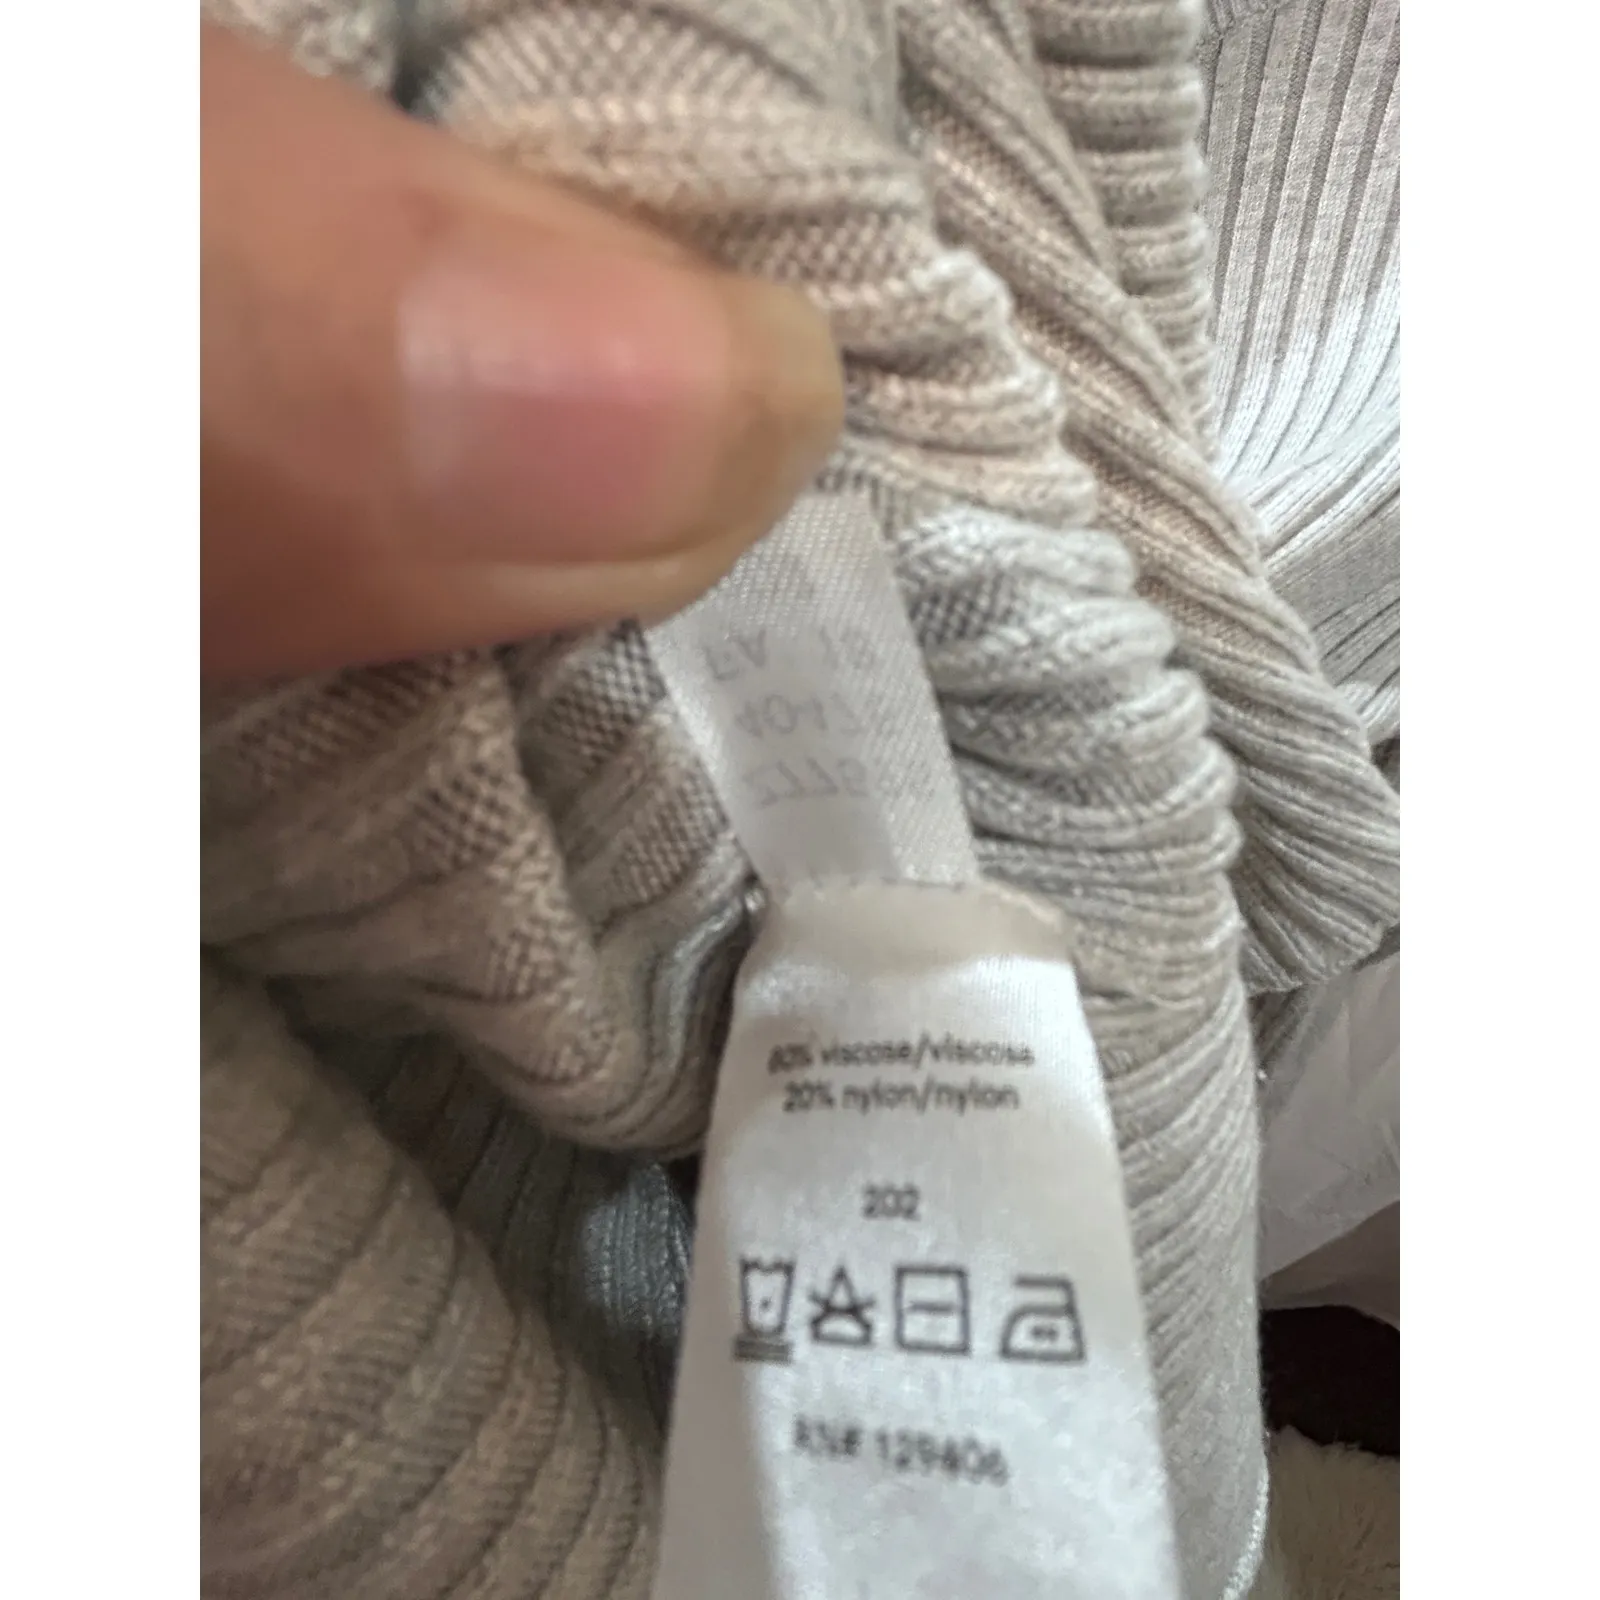 80% viscose/viscosa
20% nylon/nylon
202
RN# 129406